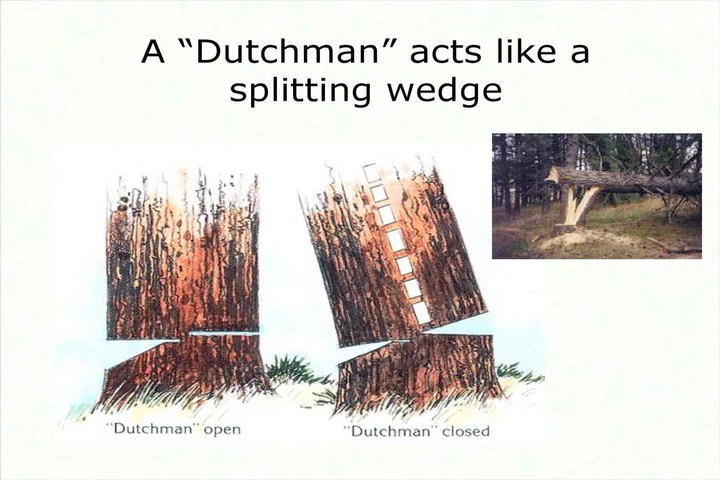 A “Dutchman” acts like a
splitting wedge
"Dutchman" open
"Dutchman" closed